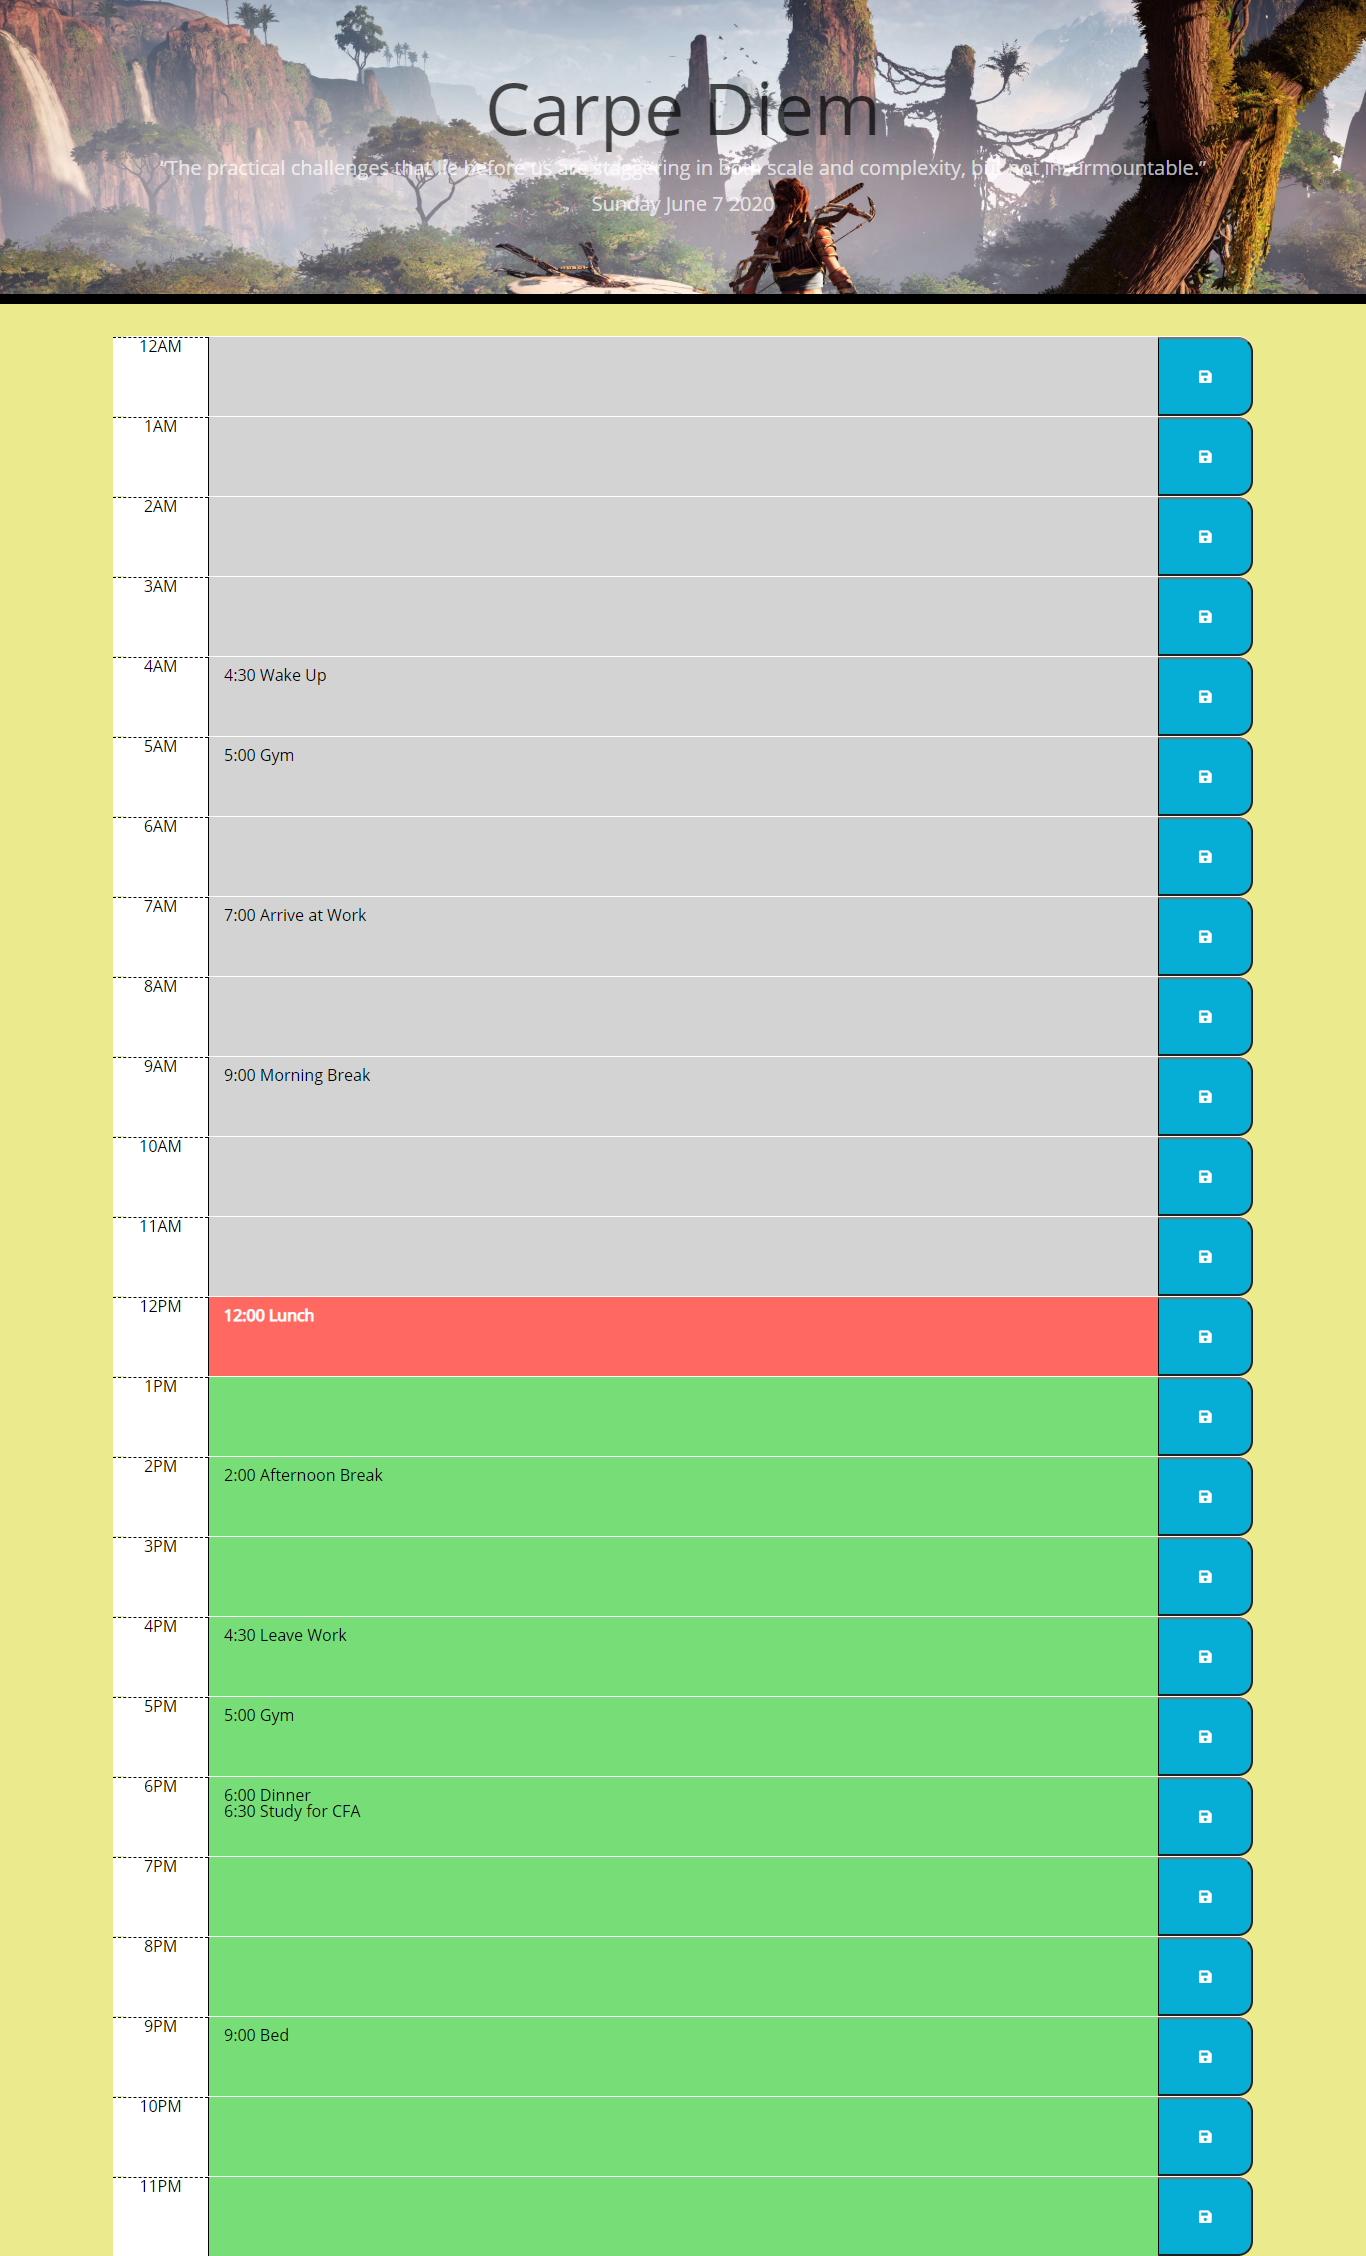 Carpe Diem
“The practical challenges that lie before us are staggering in both scale and complexity, but not insurmountable.”
Sunday June 7 2020
12AM
1AM
2AM
3AM
4AM
4:30 Wake Up
5AM
5:00 Gym
6AM
7AM
7:00 Arrive at Work
8AM
9AM
9:00 Morning Break
10AM
11AM
12PM
12:00 Lunch
1PM
2PM
2:00 Afternoon Break
3PM
4PM
4:30 Leave Work
5PM
5:00 Gym
6PM
6:00 Dinner
6:30 Study for CFA
7PM
8PM
9PM
9:00 Bed
10PM
11PM